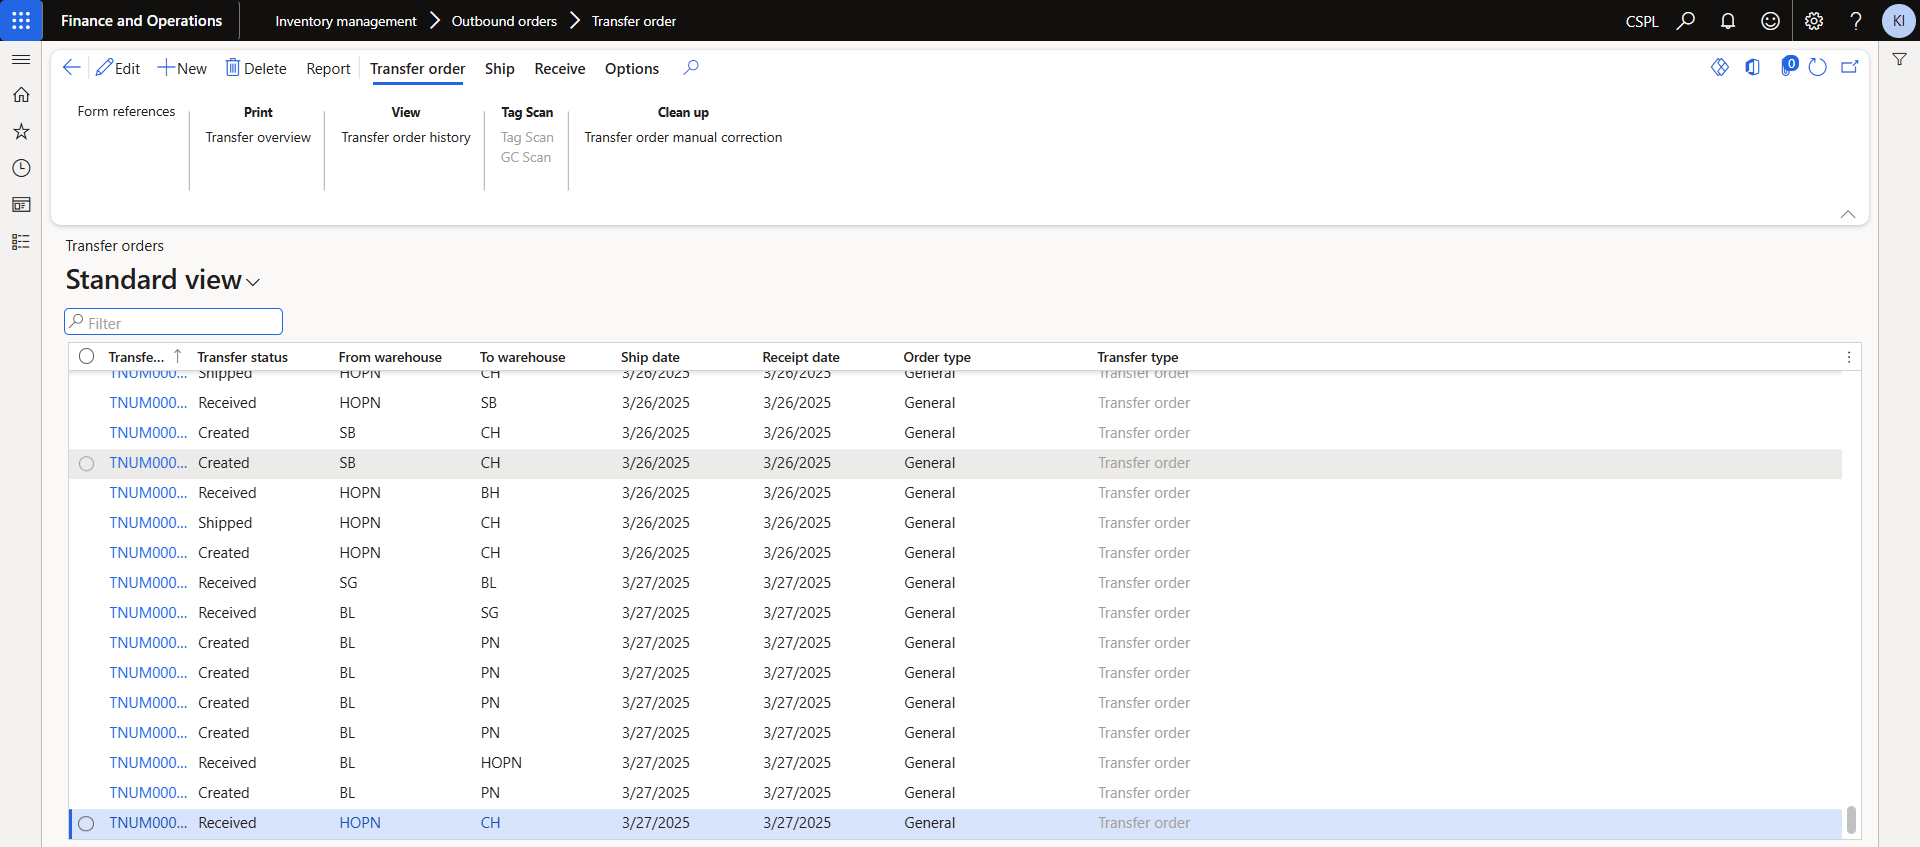 Finance and Operations Inventory management Outbound orders Transfer order CSPL KI
Edit New Delete Report Transfer order Ship Receive Options 0
Form references Print View Tag Scan Clean up
Transfer overview Transfer order history Tag Scan Transfer order manual correction
GC Scan
Transfer orders
Standard view
Filter
Transfe... Transfer status From warehouse To warehouse Ship date Receipt date Order type Transfer type
TNUM000... Shipped HOPN CH 3/26/2025 3/26/2025 General Transfer order
TNUM000... Received HOPN SB 3/26/2025 3/26/2025 General Transfer order
TNUM000... Created SB CH 3/26/2025 3/26/2025 General Transfer order
TNUM000... Created SB CH 3/26/2025 3/26/2025 General Transfer order
TNUM000... Received HOPN BH 3/26/2025 3/26/2025 General Transfer order
TNUM000... Shipped HOPN CH 3/26/2025 3/26/2025 General Transfer order
TNUM000... Created HOPN CH 3/26/2025 3/26/2025 General Transfer order
TNUM000... Received SG BL 3/27/2025 3/27/2025 General Transfer order
TNUM000... Received BL SG 3/27/2025 3/27/2025 General Transfer order
TNUM000... Created BL PN 3/27/2025 3/27/2025 General Transfer order
TNUM000... Created BL PN 3/27/2025 3/27/2025 General Transfer order
TNUM000... Created BL PN 3/27/2025 3/27/2025 General Transfer order
TNUM000... Created BL PN 3/27/2025 3/27/2025 General Transfer order
TNUM000... Received BL HOPN 3/27/2025 3/27/2025 General Transfer order
TNUM000... Created BL PN 3/27/2025 3/27/2025 General Transfer order
TNUM000... Received HOPN CH 3/27/2025 3/27/2025 General Transfer order